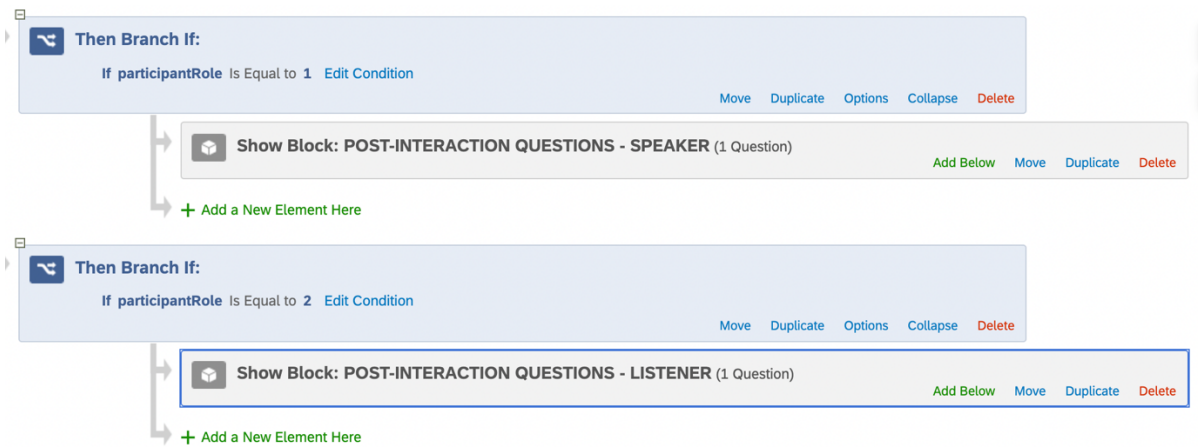 Then Branch If:
If participantRole Is Equal to 1 Edit Condition
Move Duplicate Options Collapse Delete
Show Block: POST-INTERACTION QUESTIONS - SPEAKER (1 Question)
Add Below Move Duplicate Delete
+ Add a New Element Here
Then Branch If:
If participantRole Is Equal to 2 Edit Condition
Move Duplicate Options Collapse Delete
Show Block: POST-INTERACTION QUESTIONS - LISTENER (1 Question)
Add Below Move Duplicate Delete
+ Add a New Element Here